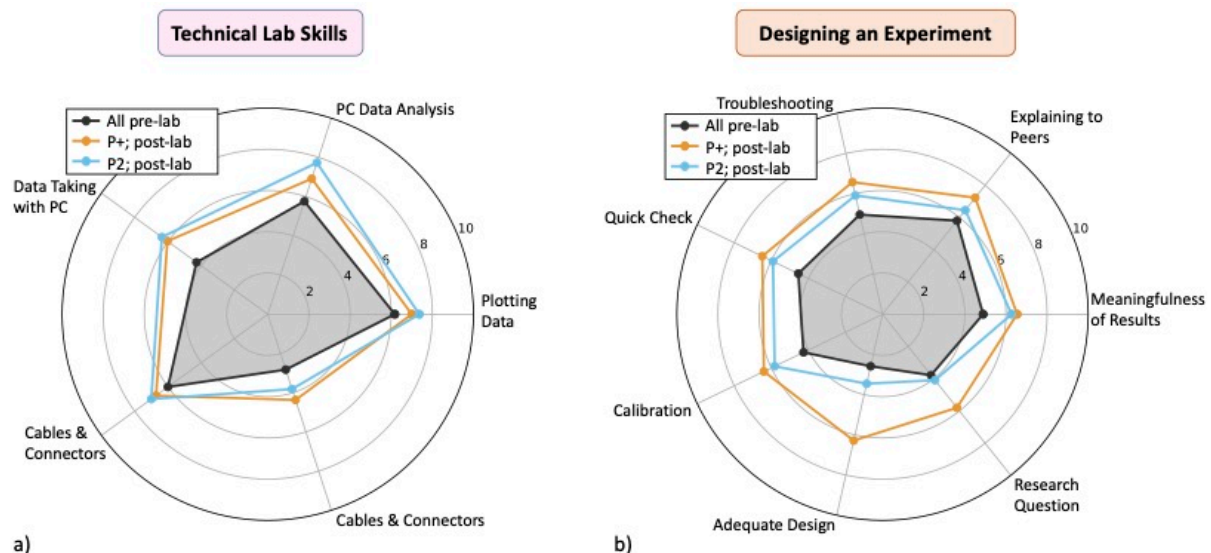 Technical Lab Skills
All pre-lab
P+; post-lab
P2; post-lab
PC Data Analysis
Data Taking
with PC
10
8
6
4
2
Plotting
Data
Cables &
Connectors
Cables & Connectors
a)
Designing an Experiment
Troubleshooting
All pre-lab
P+; post-lab
P2; post-lab
Explaining to
Peers
Quick Check
10
8
6
4
2
Meaningfulness
of Results
Calibration
Research
Question
Adequate Design
b)